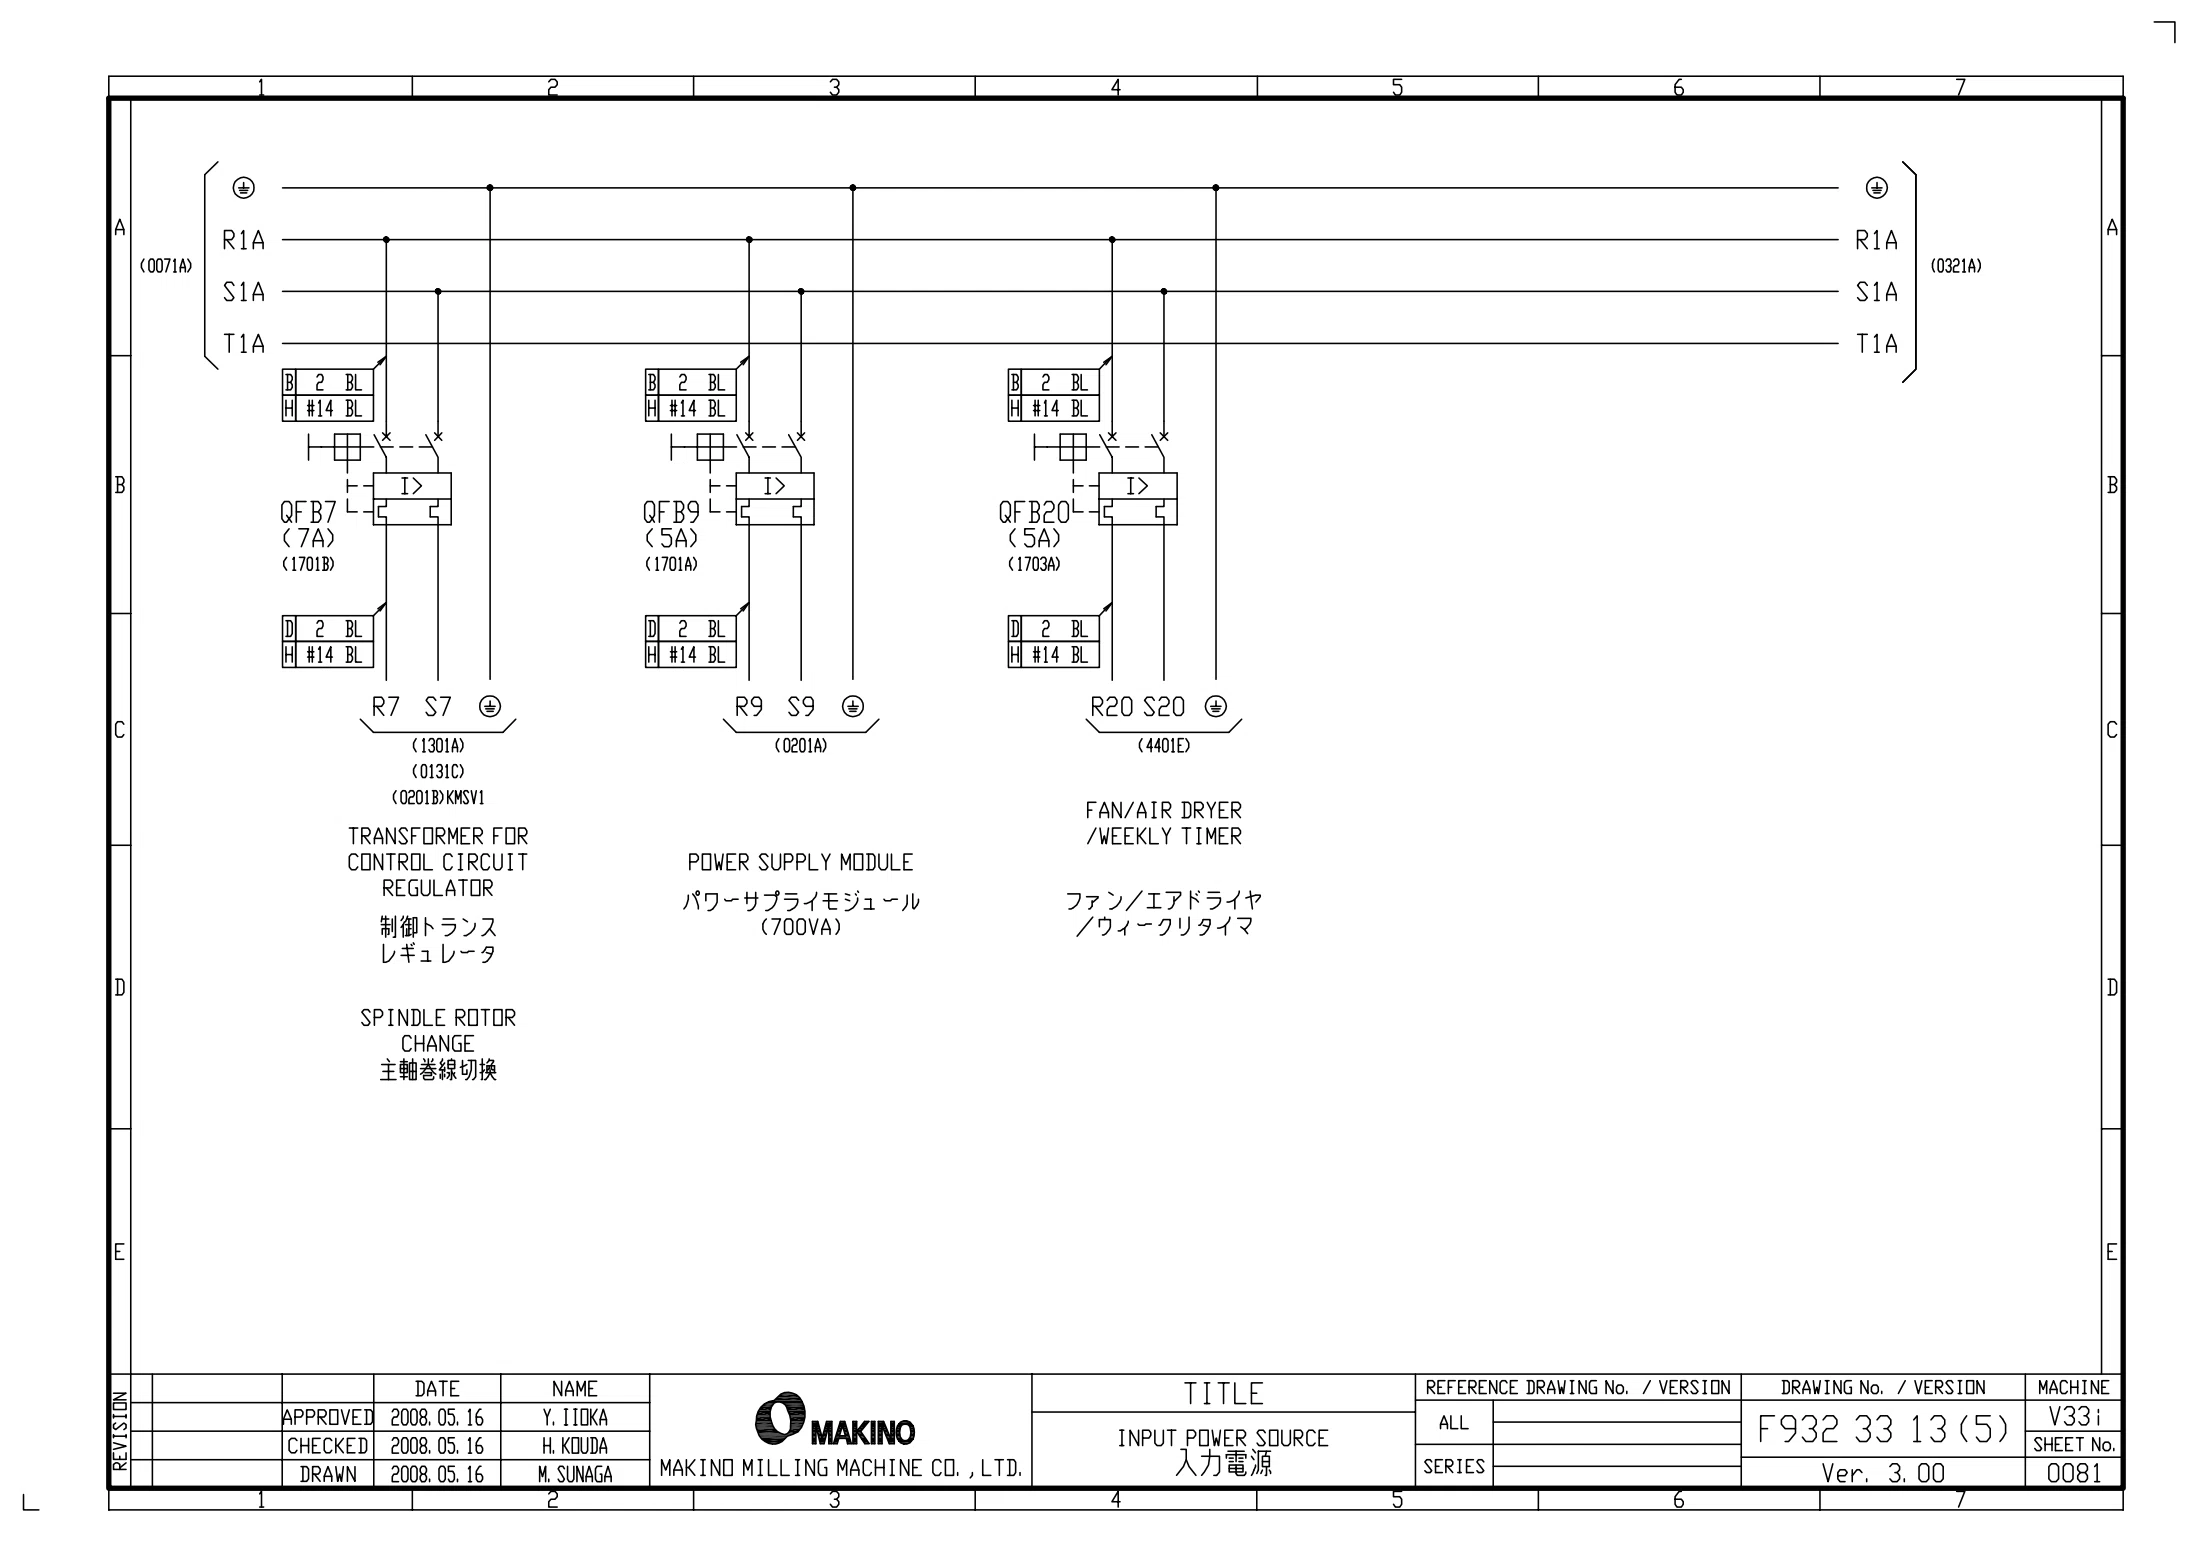 1 2 3 4 5 6 7
A A
R1A R1A
(0071A) (0321A)
S1A S1A
T1A T1A
B 2 BL B 2 BL B 2 BL
H #14 BL H #14 BL H #14 BL
B B
I> I> I>
QFB7 QFB9 QFB20
(7A) (5A) (5A)
(1701B) (1701A) (1703A)
D 2 BL D 2 BL D 2 BL
H #14 BL H #14 BL H #14 BL
R7 S7 R9 S9 R20 S20
C C
(1301A) (0201A) (4401E)
(0131C)
(0201B)KMSV1
TRANSFORMER FOR
CONTROL CIRCUIT
REGULATOR
制御トランス
レギュレータ
SPINDLE ROTOR
CHANGE
主軸巻線切換
POWER SUPPLY MODULE
パワーサプライモジュール
(700VA)
FAN/AIR DRYER
/WEEKLY TIMER
ファン/エアドライヤ
/ウィークリタイマ
D D
E E
REVISION
DATE NAME
APPROVED 2008.05.16 Y.IIOKA
CHECKED 2008.05.16 H.KOUDA
DRAWN 2008.05.16 M.SUNAGA
MAKINO
MAKINO MILLING MACHINE CO.,LTD.
TITLE
INPUT POWER SOURCE
入力電源
REFERENCE DRAWING No. / VERSION
ALL
SERIES
DRAWING No. / VERSION
F932 33 13(5)
Ver. 3.00
MACHINE
V33i
SHEET No.
0081
1 2 3 4 5 6 7